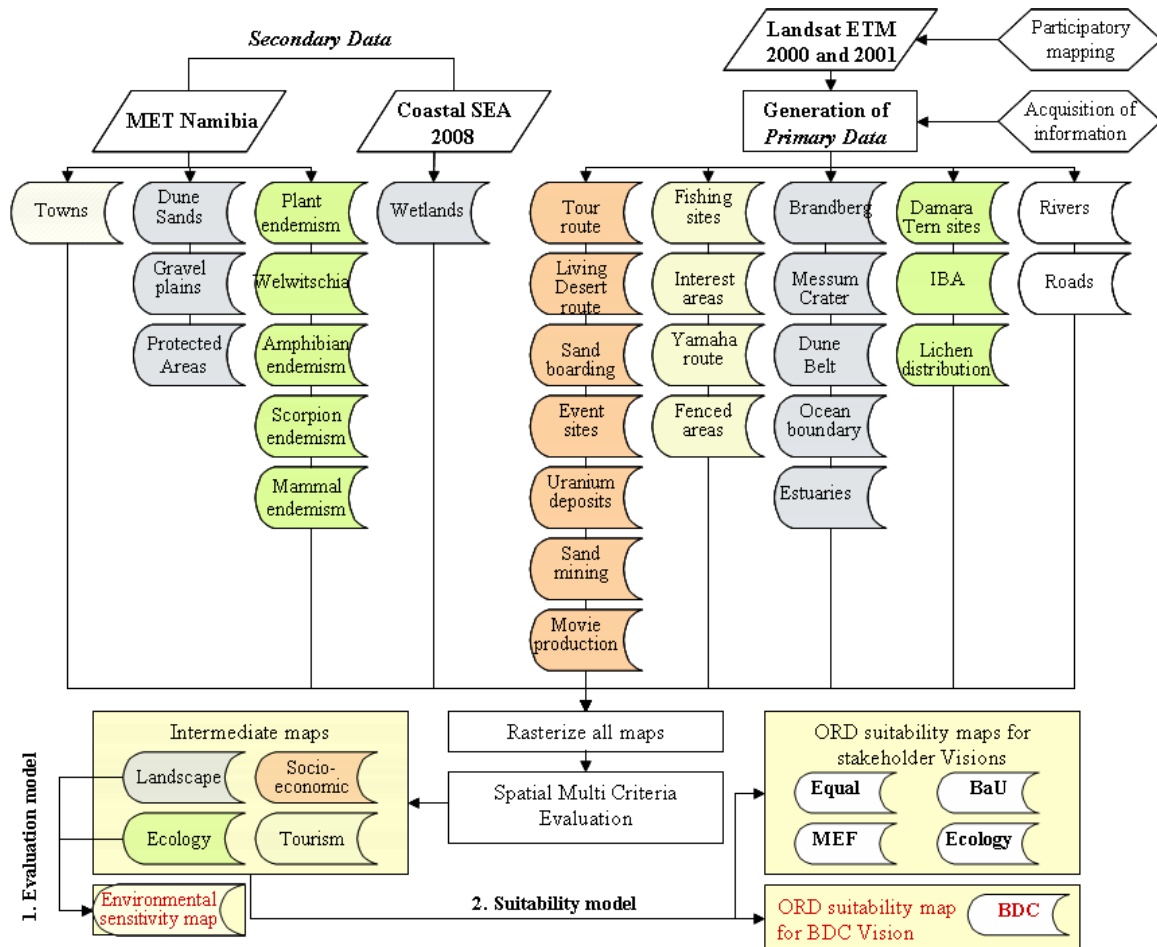 Secondary Data
Landsat ETM
2000 and 2001
Participatory
mapping
MET Namibia
Coastal SEA
2008
Generation of
Primary Data
Acquisition of
information
Towns
Dune
Sands
Gravel
plains
Protected
Areas
Plant
endemism
Welwitschia
Amphibian
endemism
Scorpion
endemism
Mammal
endemism
Wetlands
Tour
route
Living
Desert
route
Sand
boarding
Event
sites
Uranium
deposits
Sand
mining
Movie
production
Fishing
sites
Interest
areas
Yamaha
route
Fenced
areas
Brandberg
Messum
Crater
Dune
Belt
Ocean
boundary
Estuaries
Damara
Tern sites
IBA
Lichen
distribution
Rivers
Roads
Rasterize all maps
Spatial Multi Criteria
Evaluation
1. Evaluation model
Intermediate maps
Landscape
Socio-
economic
Ecology
Tourism
Environmental
sensitivity map
2. Suitability model
ORD suitability maps for
stakeholder Visions
Equal
BaU
MEF
Ecology
ORD suitability map
for BDC Vision
BDC